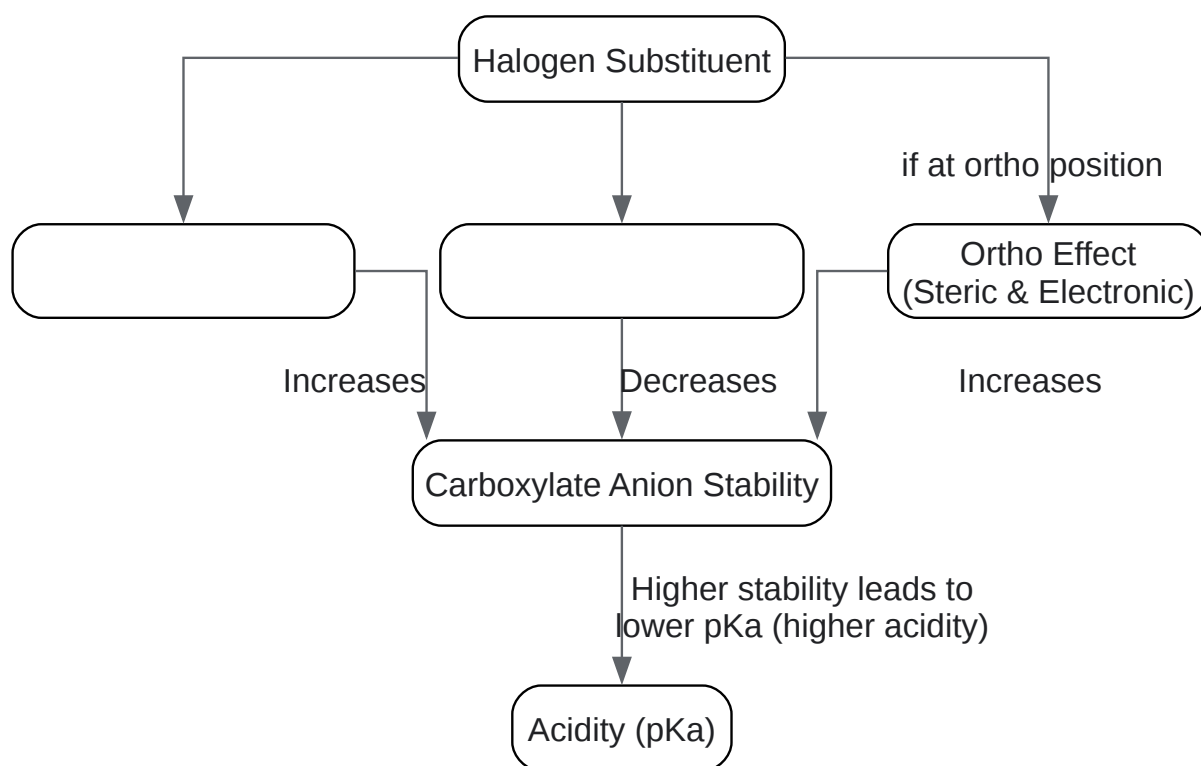 Halogen Substituent
if at ortho position
Ortho Effect
(Steric & Electronic)
Increases
Decreases
Increases
Carboxylate Anion Stability
Higher stability leads to
lower pKa (higher acidity)
Acidity (pKa)